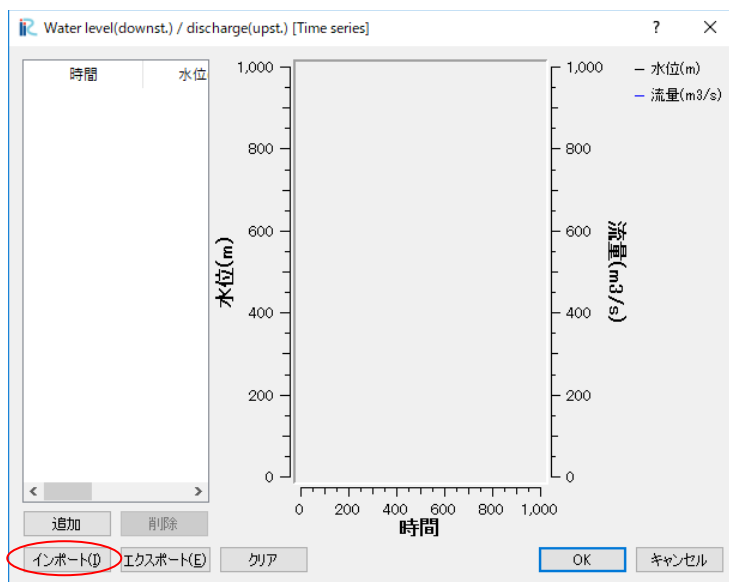 iRIC Water level(downst.) / discharge(upst.) [Time series] ? ×
時間 水位
1,000
800
600
400
200
0
水位(m)
0 200 400 600 800 1,000
時間
1,000
800
600
400
200
0
流量(m3/s)
水位(m)
流量(m3/s)
追加 削除
インポート(I) エクスポート(E) クリア OK キャンセル